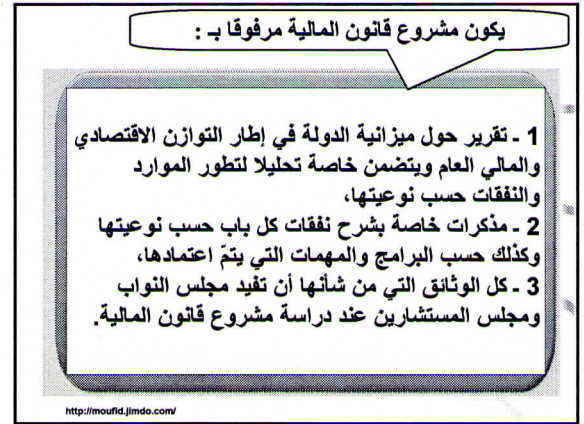 يكون مشروع قانون المالية مرفوقا بـ :
1 ـ تقرير حول ميزانية الدولة في إطار التوازن الاقتصادي
والمالي العام ويتضمن خاصة تحليلا لتطور الموارد
والنفقات حسب نوعيتها،
2 ـ مذكرات خاصة بشرح نفقات كل باب حسب نوعيتها
وكذلك حسب البرامج والمهمات التي يتمّ اعتمادها،
3 ـ كل الوثائق التي من شأنها أن تفيد مجلس النواب
ومجلس المستشارين عند دراسة مشروع قانون المالية.
http://moufid.jimdo.com/